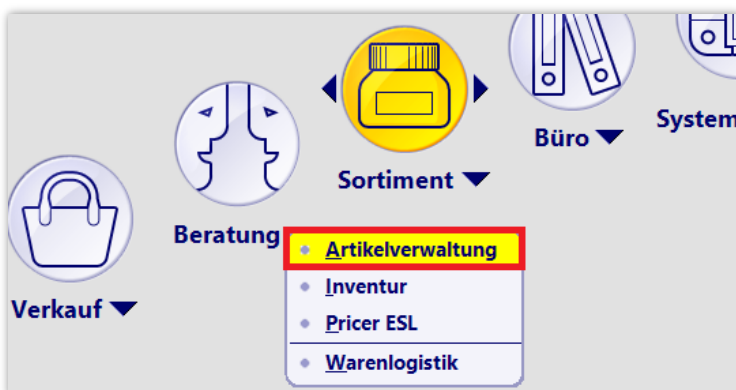 System
Büro
Sortiment
Beratung
Artikelverwaltung
Inventur
Verkauf
Pricer ESL
Warenlogistik